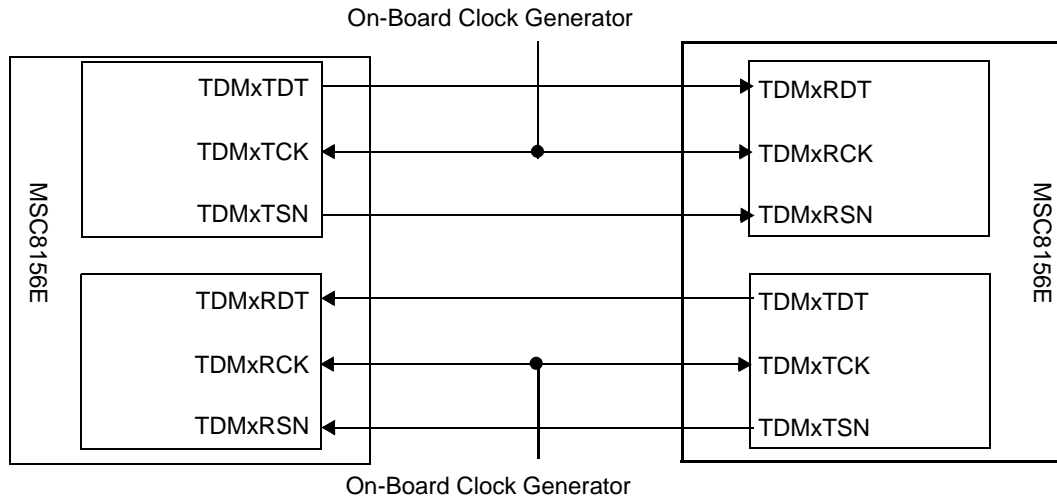 On-Board Clock Generator
MSC8156E
TDMxTDT
TDMxTCK
TDMxTSN
TDMxRDT
TDMxRCK
TDMxRSN
TDMxRDT
TDMxRCK
TDMxRSN
TDMxTDT
TDMxTCK
TDMxTSN
MSC8156E
On-Board Clock Generator